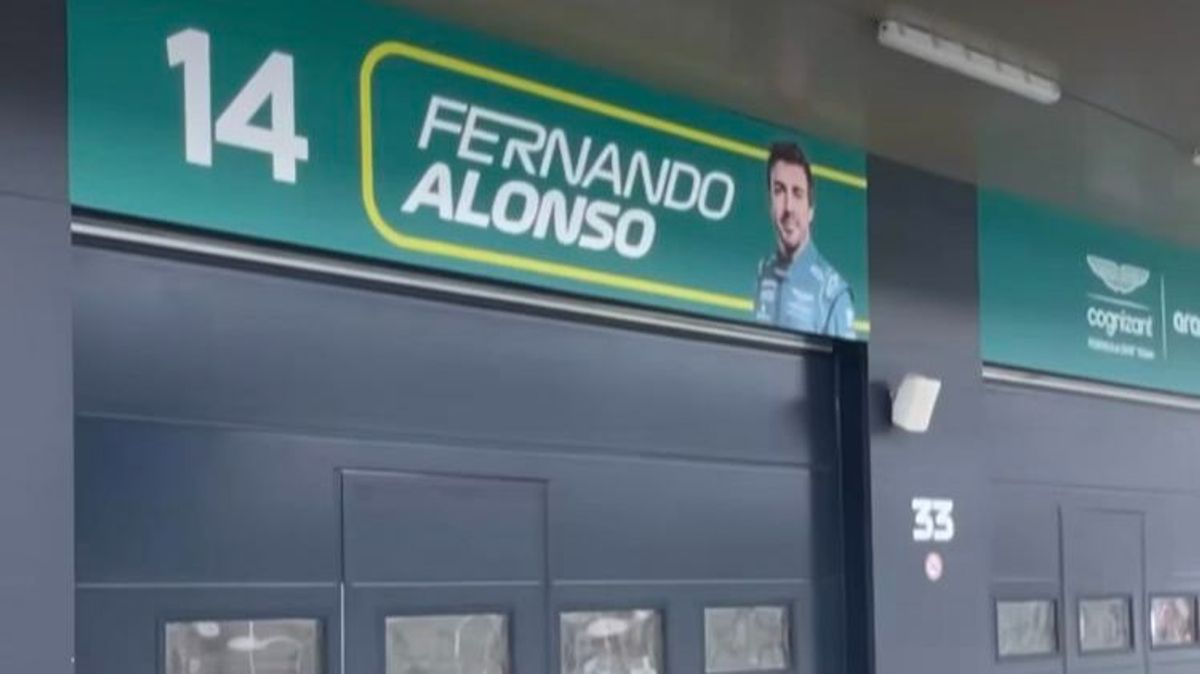 14
FERNANDO
ALONSO
cognizant
33